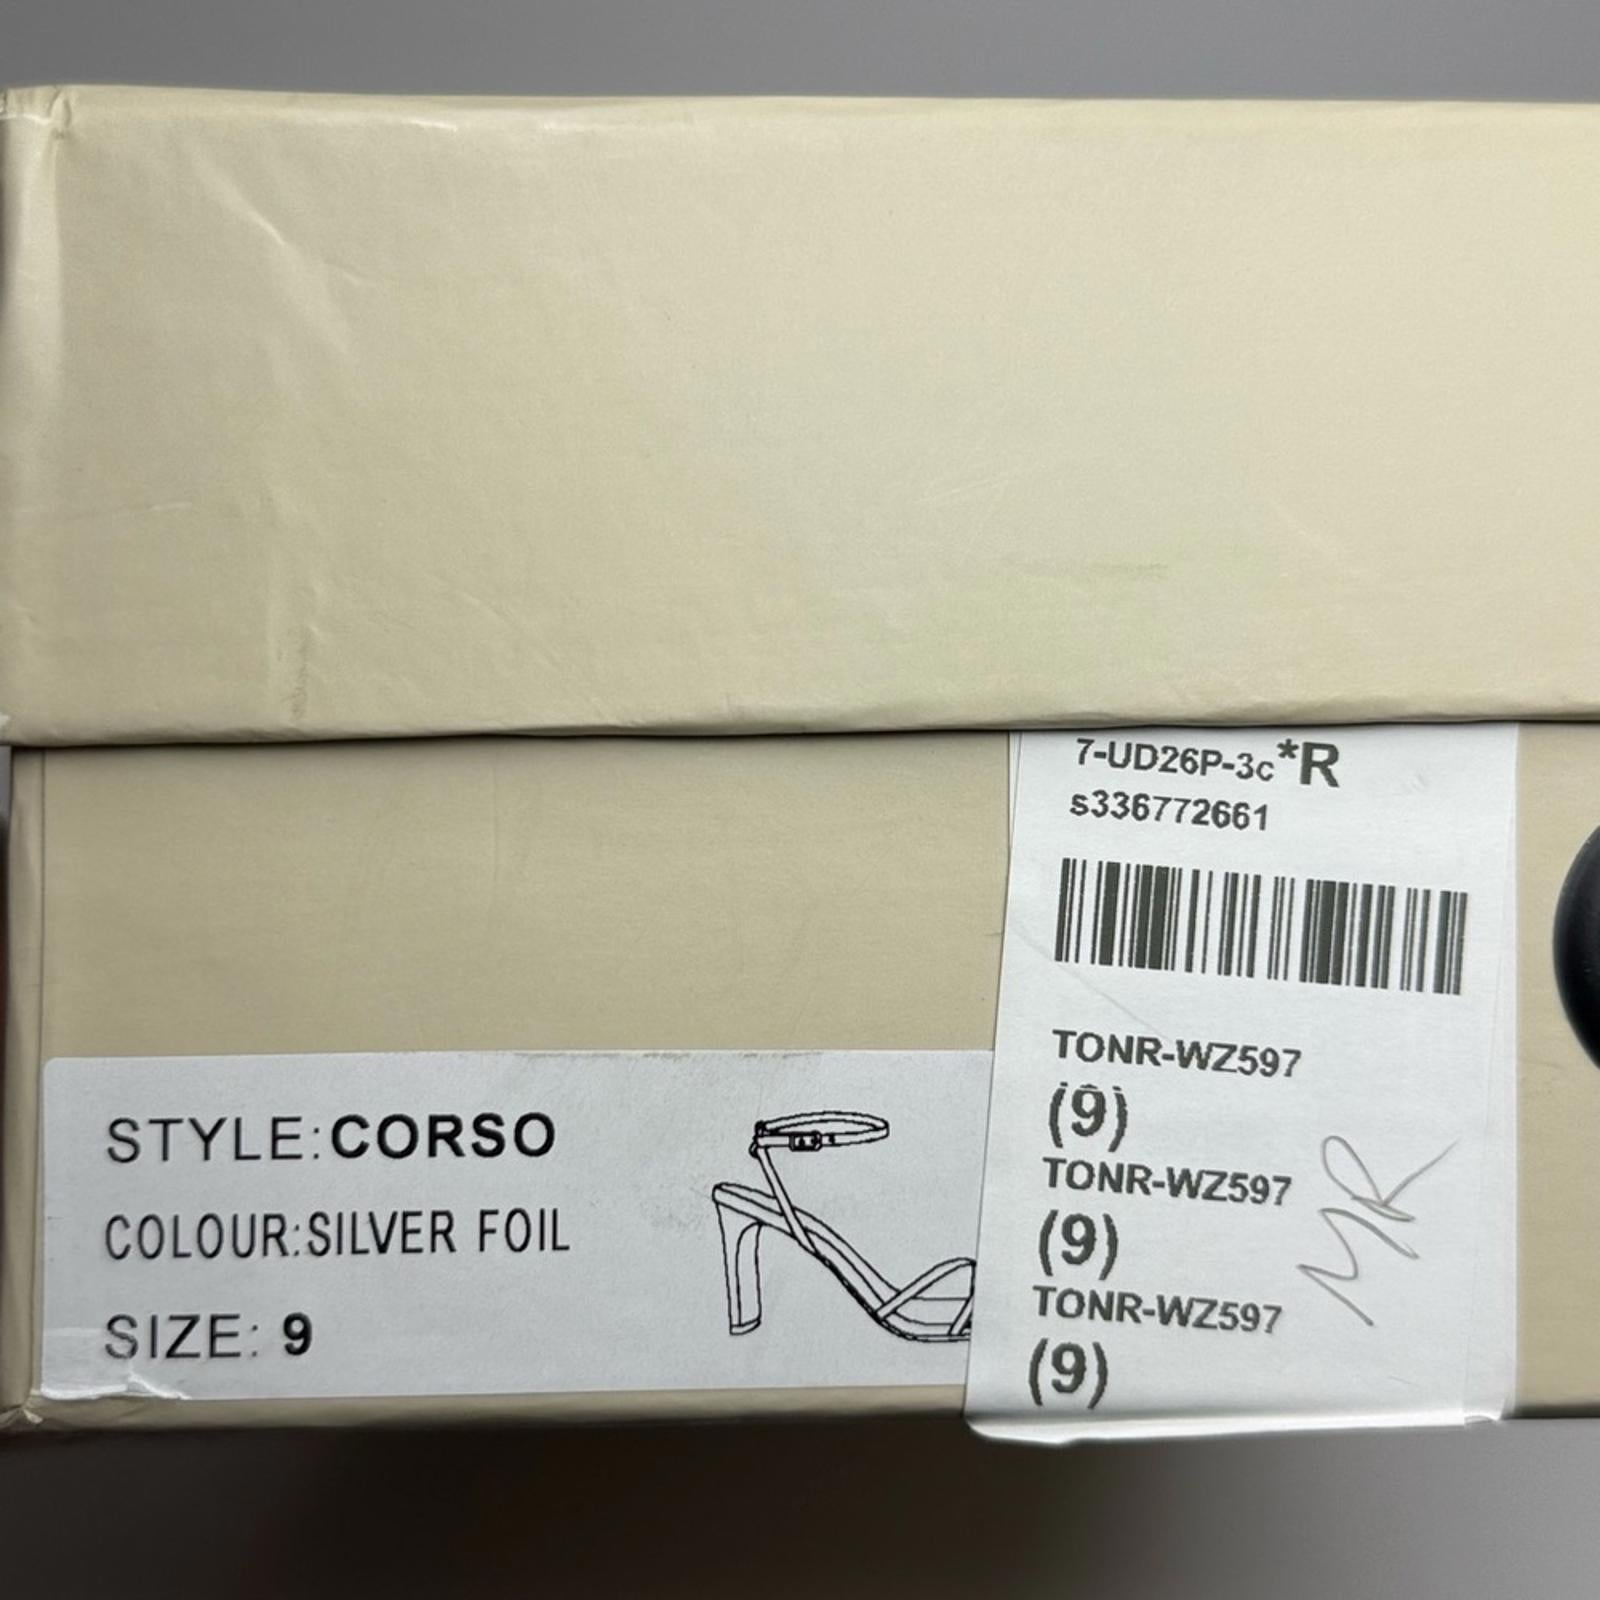 7-UD26P-3c*R
s336772661
TONR-WZ597
(9)
TONR-WZ597
(9)
TONR-WZ597
(9)
MR
STYLE:CORSO
COLOUR:SILVER FOIL
SIZE: 9